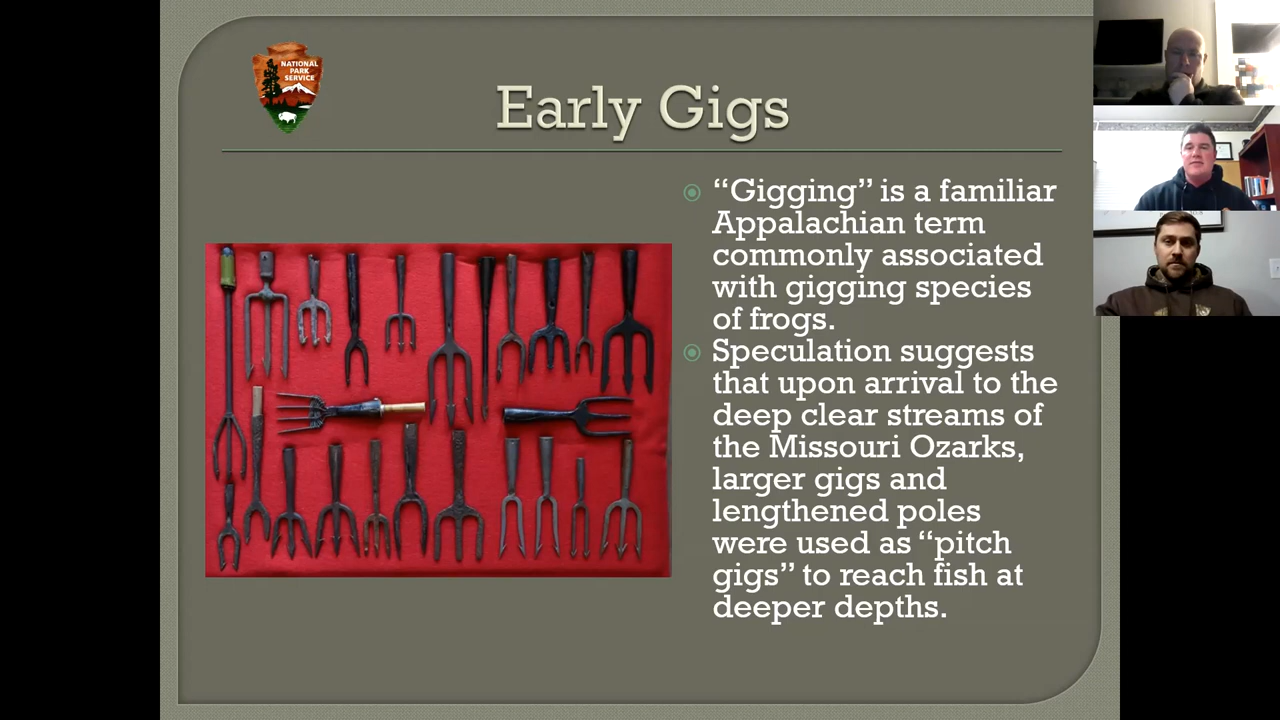 NATIONAL
PARK
SERVICE
Early Gigs
“Gigging” is a familiar
Appalachian term
commonly associated
with gigging species
of frogs.
Speculation suggests
that upon arrival to the
deep clear streams of
the Missouri Ozarks,
larger gigs and
lengthened poles
were used as “pitch
gigs” to reach fish at
deeper depths.